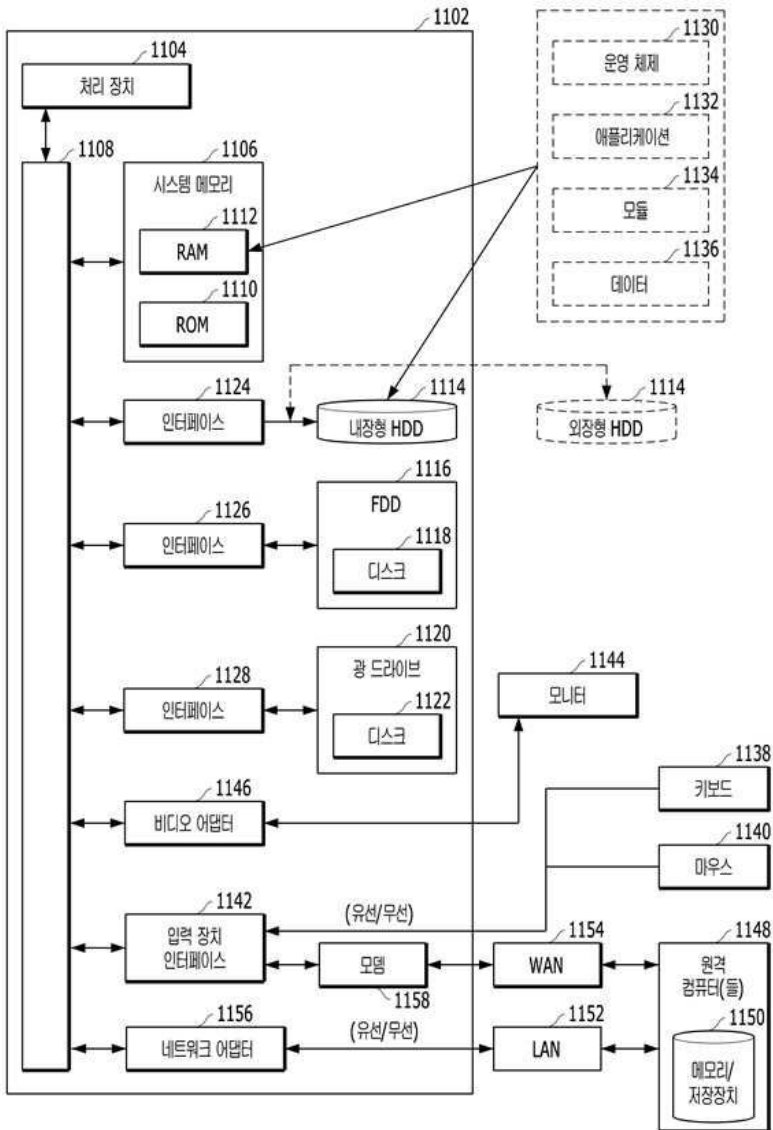 1102
1104
처리 장치
1108
1106
시스템 메모리
1112
RAM
1110
ROM
1130
운영 체제
1132
애플리케이션
1134
모듈
1136
데이터
1124
인터페이스
1114
내장형 HDD
1114
외장형 HDD
1126
인터페이스
1116
FDD
1118
디스크
1128
인터페이스
1120
광 드라이브
1122
디스크
1144
모니터
1146
비디오 어댑터
1138
키보드
1140
마우스
1142
입력 장치
인터페이스
(유선/무선)
모뎀
1158
1154
WAN
1148
원격
컴퓨터(들)
1150
메모리/
저장장치
1156
네트워크 어댑터
(유선/무선)
1152
LAN